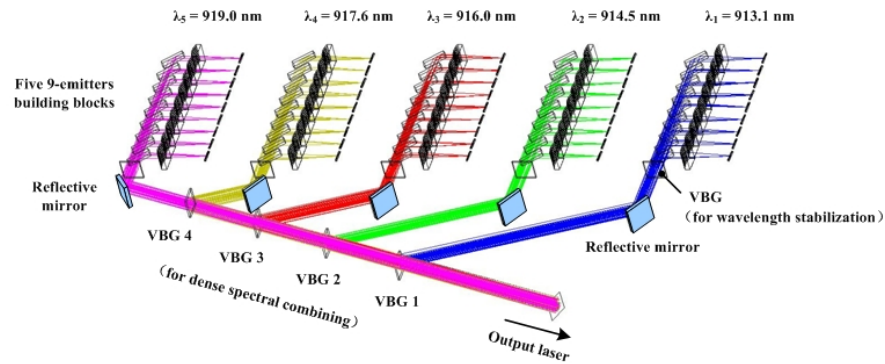 λ₅ = 919.0 nm
λ₄ = 917.6 nm
λ₃ = 916.0 nm
λ₂ = 914.5 nm
λ₁ = 913.1 nm
Five 9-emitters
building blocks
Reflective
mirror
VBG
(for wavelength stabilization)
Reflective mirror
VBG 4
VBG 3
VBG 2
VBG 1
(for dense spectral combining)
Output laser